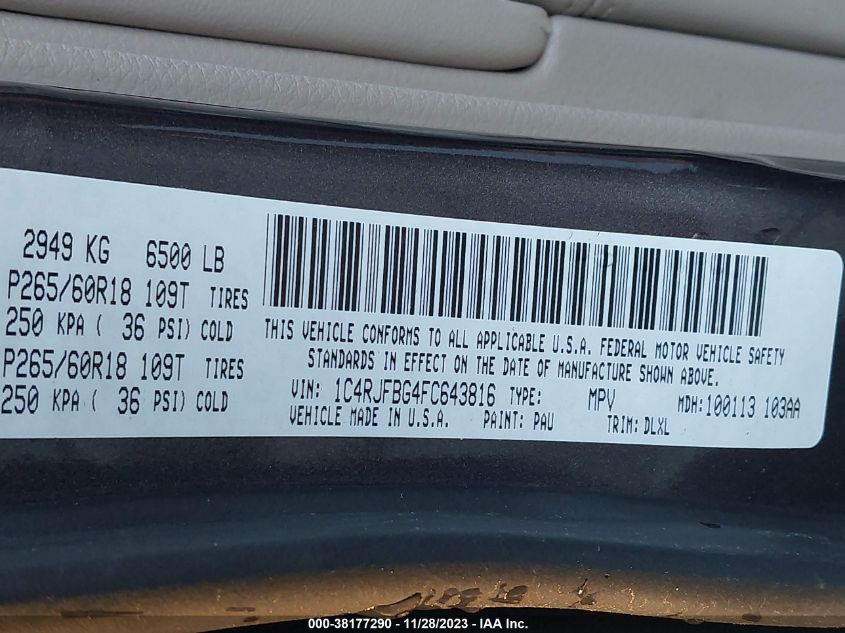 2949 KG 6500 LB
P265/60R18 109T TIRES
250 KPA ( 36 PSI) COLD
P265/60R18 109T TIRES
250 KPA ( 36 PSI) COLD
THIS VEHICLE CONFORMS TO ALL APPLICABLE U.S.A. FEDERAL MOTOR VEHICLE SAFETY
STANDARDS IN EFFECT ON THE DATE OF MANUFACTURE SHOWN ABOVE.
VIN: 1C4RJFBG4FC643816 TYPE: MPV MDH:100113 103AA
VEHICLE MADE IN U.S.A. PAINT: PAU TRIM: DLXL
000-38177290 - 11/28/2023 - IAA Inc.